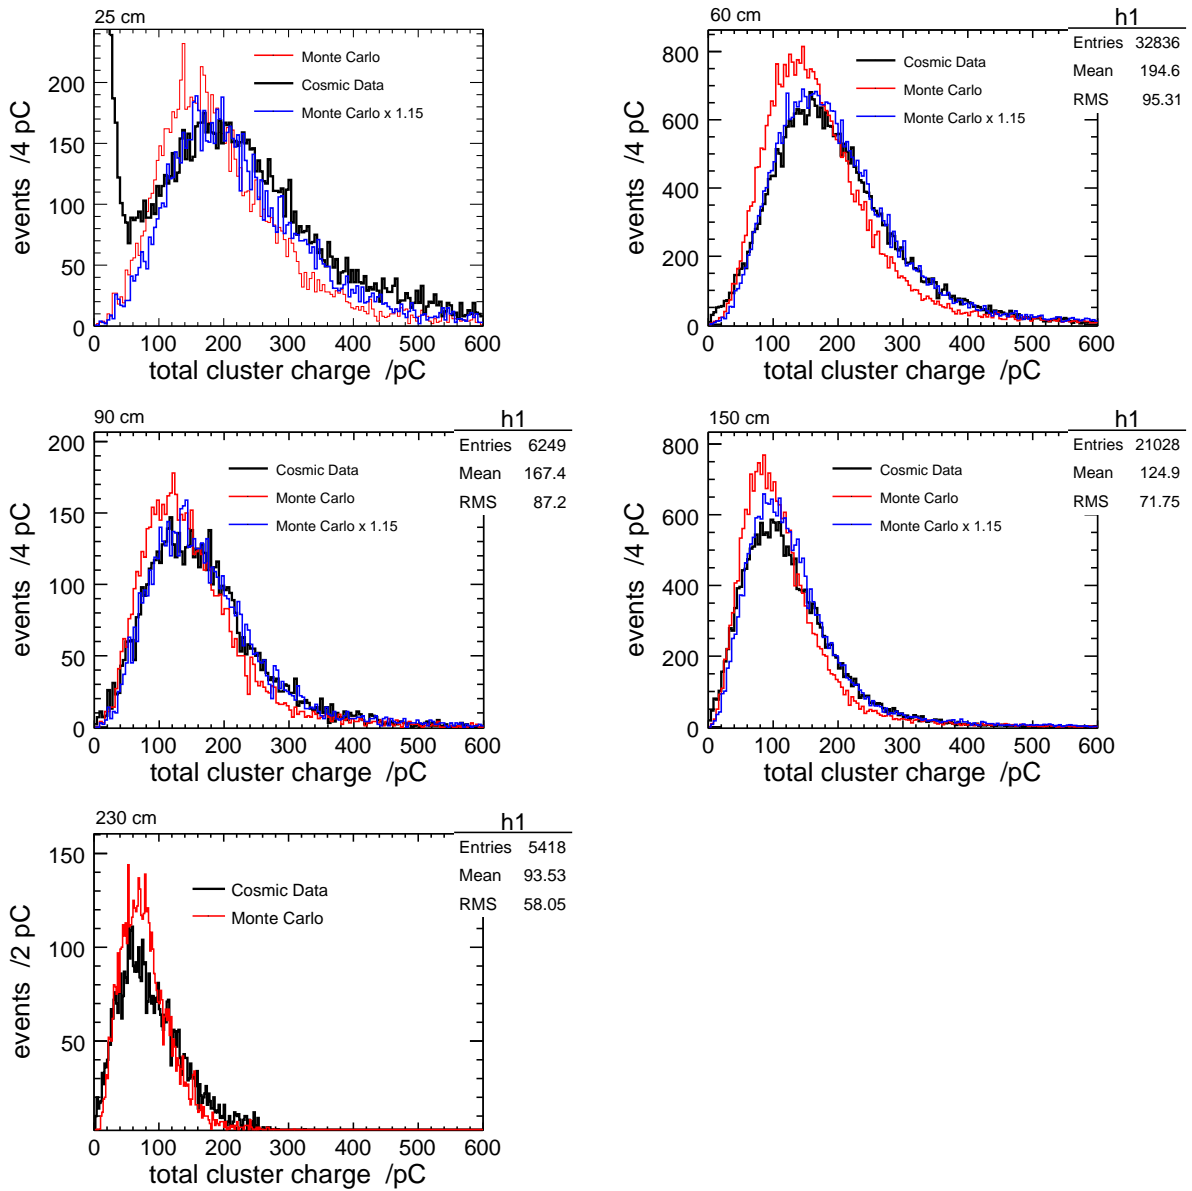 25 cm
events /4 pC
200
150
100
50
0
Monte Carlo
Cosmic Data
Monte Carlo x 1.15
0 100 200 300 400 500 600
total cluster charge /pC
60 cm
h1
Entries 32836
Mean 194.6
RMS 95.31
events /4 pC
800
600
400
200
0
Cosmic Data
Monte Carlo
Monte Carlo x 1.15
0 100 200 300 400 500 600
total cluster charge /pC
90 cm
h1
Entries 6249
Mean 167.4
RMS 87.2
events /4 pC
200
150
100
50
0
Cosmic Data
Monte Carlo
Monte Carlo x 1.15
0 100 200 300 400 500 600
total cluster charge /pC
150 cm
h1
Entries 21028
Mean 124.9
RMS 71.75
events /4 pC
800
600
400
200
0
Cosmic Data
Monte Carlo
Monte Carlo x 1.15
0 100 200 300 400 500 600
total cluster charge /pC
230 cm
h1
Entries 5418
Mean 93.53
RMS 58.05
events /2 pC
150
100
50
Cosmic Data
Monte Carlo
0 100 200 300 400 500 600
total cluster charge /pC